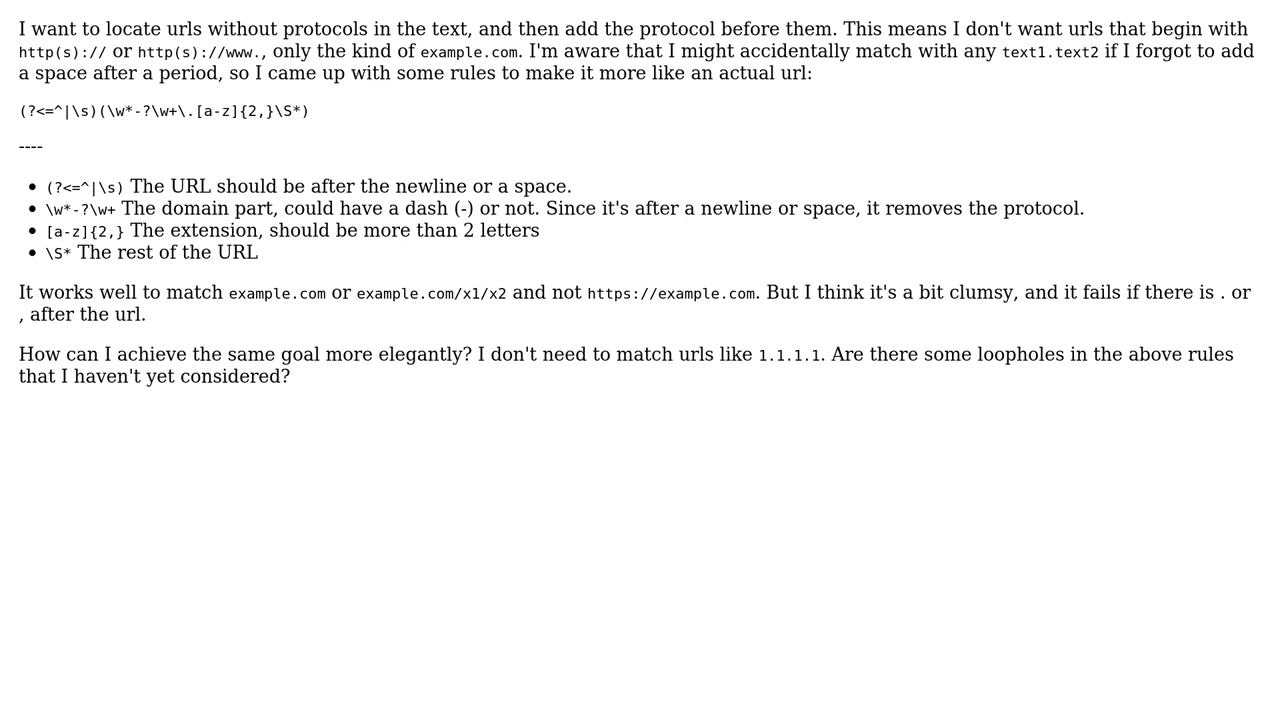 I want to locate urls without protocols in the text, and then add the protocol before them. This means I don't want urls that begin with
http(s):// or http(s)://www., only the kind of example.com. I'm aware that I might accidentally match with any text1.text2 if I forgot to add
a space after a period, so I came up with some rules to make it more like an actual url:
(?<=^|\s)(\w*-?\w+\.[a-z]{2,}\S*)
----
• (?<=^|\s) The URL should be after the newline or a space.
• \w*-?\w+ The domain part, could have a dash (-) or not. Since it's after a newline or space, it removes the protocol.
• [a-z]{2,} The extension, should be more than 2 letters
• \S* The rest of the URL
It works well to match example.com or example.com/x1/x2 and not https://example.com. But I think it's a bit clumsy, and it fails if there is . or
, after the url.
How can I achieve the same goal more elegantly? I don't need to match urls like 1.1.1.1. Are there some loopholes in the above rules
that I haven't yet considered?